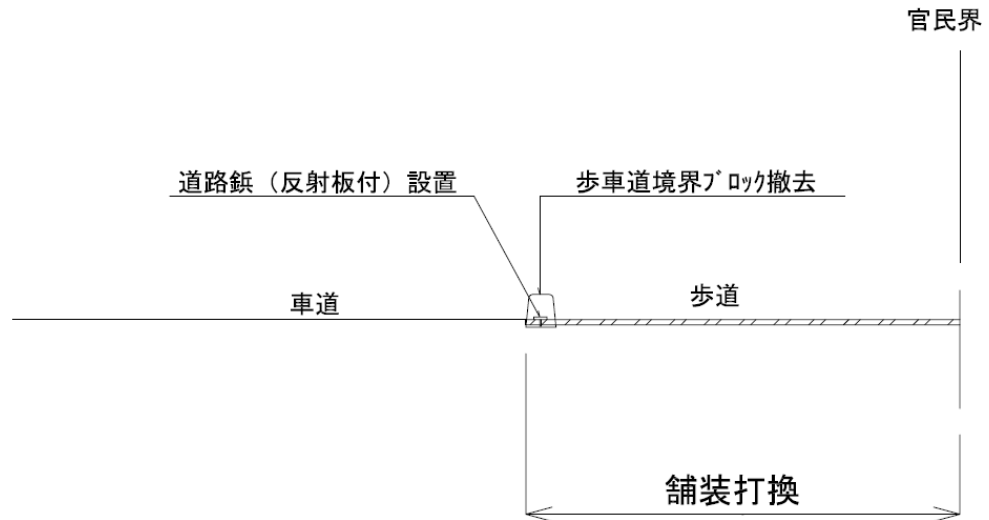 官民界
道路鋲（反射板付）設置
歩車道境界ﾌﾞﾛｯｸ撤去
車道
歩道
舗装打換